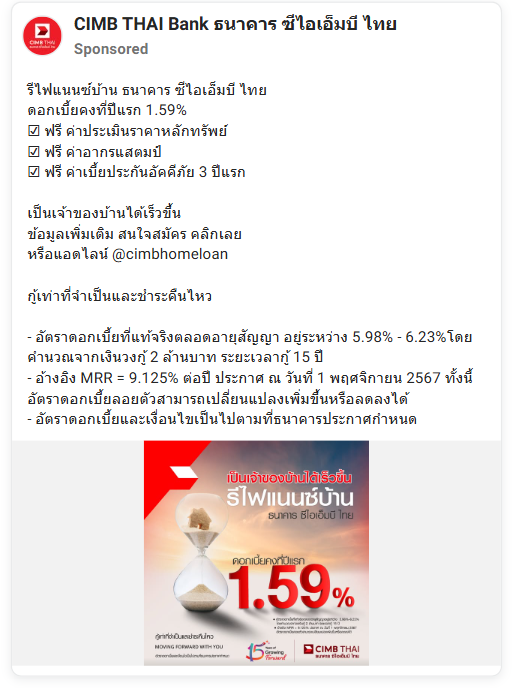 CIMB THAI Bank ธนาคาร ซีไอเอ็มบี ไทย
Sponsored
CIMB THAI
รีไฟแนนซ์บ้าน ธนาคาร ซีไอเอ็มบี ไทย
ดอกเบี้ยคงที่ปีแรก 1.59%
☑ ฟรี ค่าประเมินราคาหลักทรัพย์
☑ ฟรี ค่าอากรแสตมป์
☑ ฟรี ค่าเบี้ยประกันอัคคีภัย 3 ปีแรก
เป็นเจ้าของบ้านได้เร็วขึ้น
ข้อมูลเพิ่มเติม สนใจสมัคร คลิกเลย
หรือแอดไลน์ @cimbhomeloan
กู้เท่าที่จำเป็นและชำระคืนไหว
- อัตราดอกเบี้ยที่แท้จริงตลอดอายุสัญญา อยู่ระหว่าง 5.98% - 6.23%โดย
คำนวณจากเงินวงกู้ 2 ล้านบาท ระยะเวลากู้ 15 ปี
- อ้างอิง MRR = 9.125% ต่อปี ประกาศ ณ วันที่ 1 พฤศจิกายน 2567 ทั้งนี้
อัตราดอกเบี้ยลอยตัวสามารถเปลี่ยนแปลงเพิ่มขึ้นหรือลดลงได้
- อัตราดอกเบี้ยและเงื่อนไขเป็นไปตามที่ธนาคารประกาศกำหนด
เป็นเจ้าของบ้านได้เร็วขึ้น
รีไฟแนนซ์บ้าน
ธนาคาร ซีไอเอ็มบี ไทย
ดอกเบี้ยคงที่ปีแรก
1.59%
กู้เท่าที่จำเป็นและชำระคืนไหว
MOVING FORWARD WITH YOU
15 Years of Growing Forward
CIMB THAI
ธนาคาร ซีไอเอ็มบี ไทย